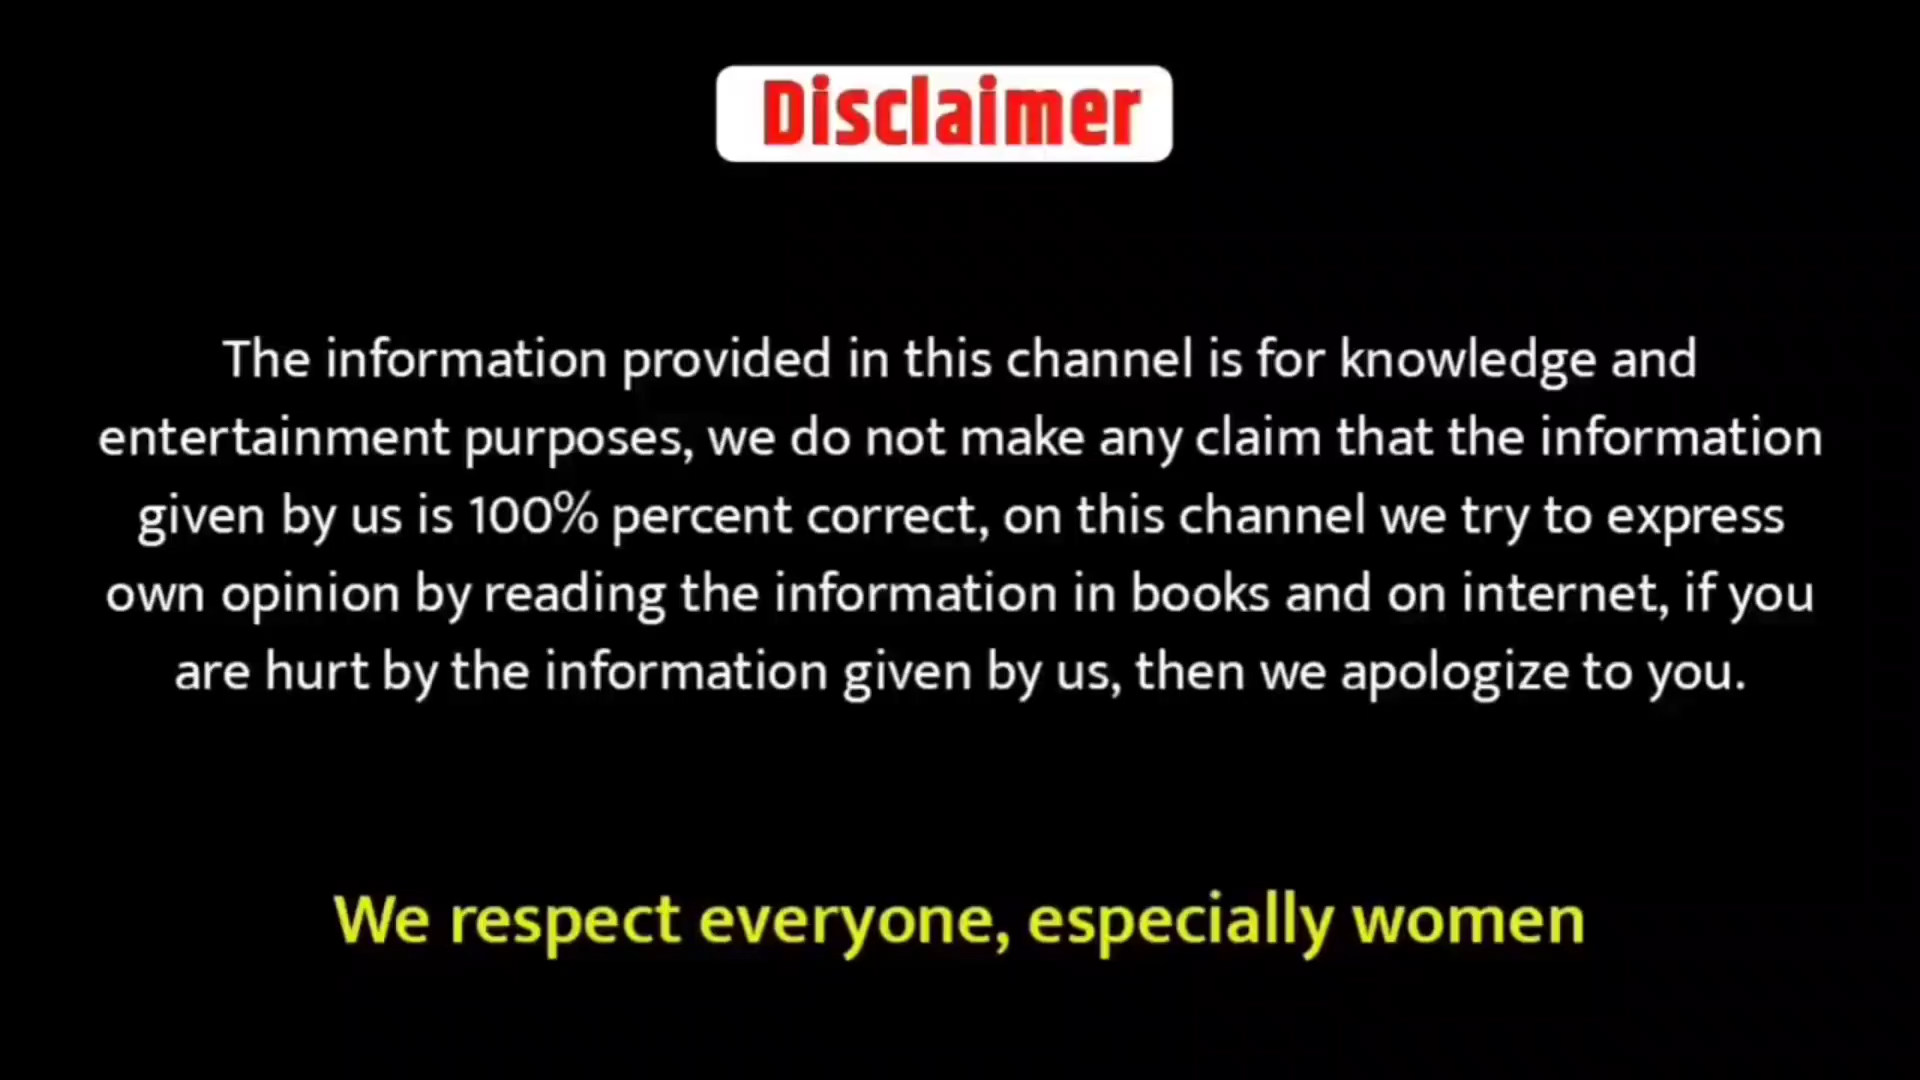 Disclaimer
The information provided in this channel is for knowledge and
entertainment purposes, we do not make any claim that the information
given by us is 100% percent correct, on this channel we try to express
own opinion by reading the information in books and on internet, if you
are hurt by the information given by us, then we apologize to you.
We respect everyone, especially women